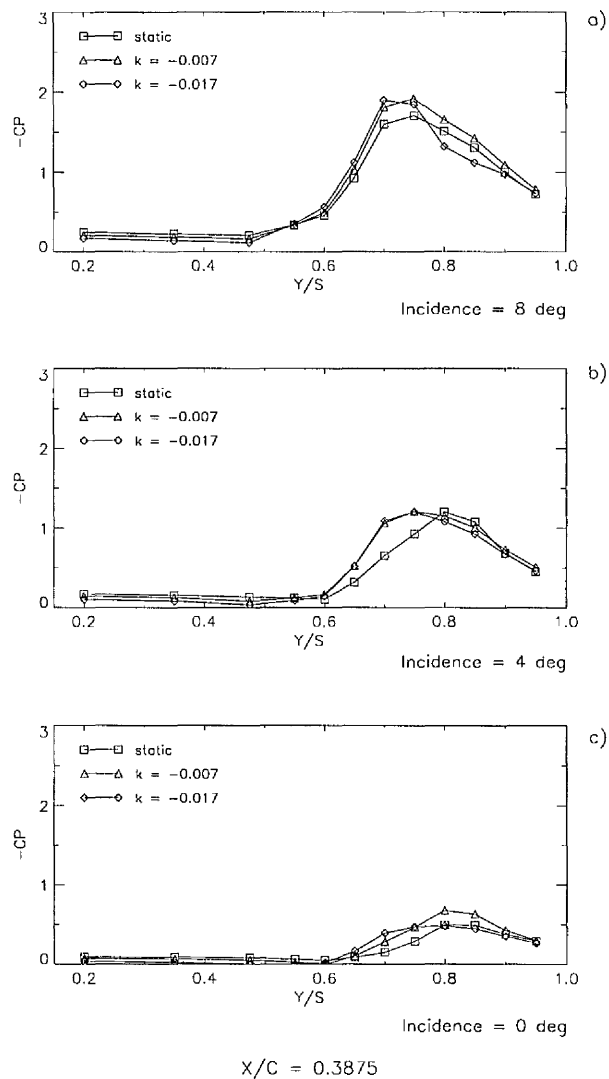 a)
3
static
k = -0.007
k = -0.017
2
-CP
1
0
0.2 0.4 0.6 0.8 1.0
Y/S
Incidence = 8 deg
b)
3
static
k = -0.007
k = -0.017
2
-CP
1
0
0.2 0.4 0.6 0.8 1.0
Y/S
Incidence = 4 deg
c)
3
static
k = -0.007
k = -0.017
2
-CP
1
0
0.2 0.4 0.6 0.8 1.0
Y/S
Incidence = 0 deg
X/C = 0.3875